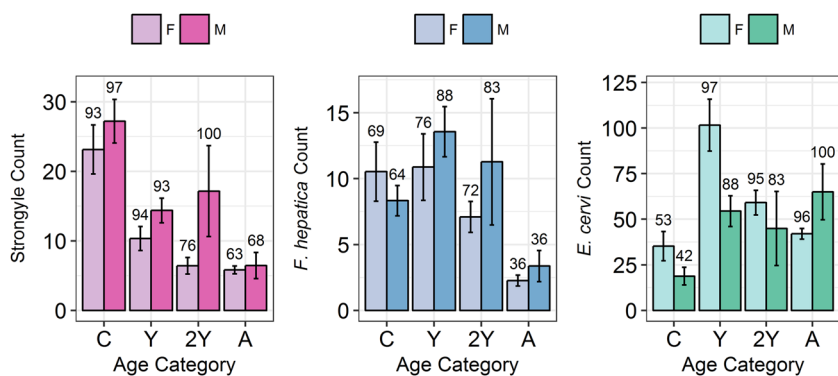 F M
Strongyle Count
30
20
10
0
93 97
94 93
76 100
63 68
C Y 2Y A
Age Category
F M
F. hepatica Count
15
10
5
0
69 64
76 88
72 83
36 36
C Y 2Y A
Age Category
F M
E. cervi Count
125
100
75
50
25
0
53 42
97 88
95 83
96 100
C Y 2Y A
Age Category